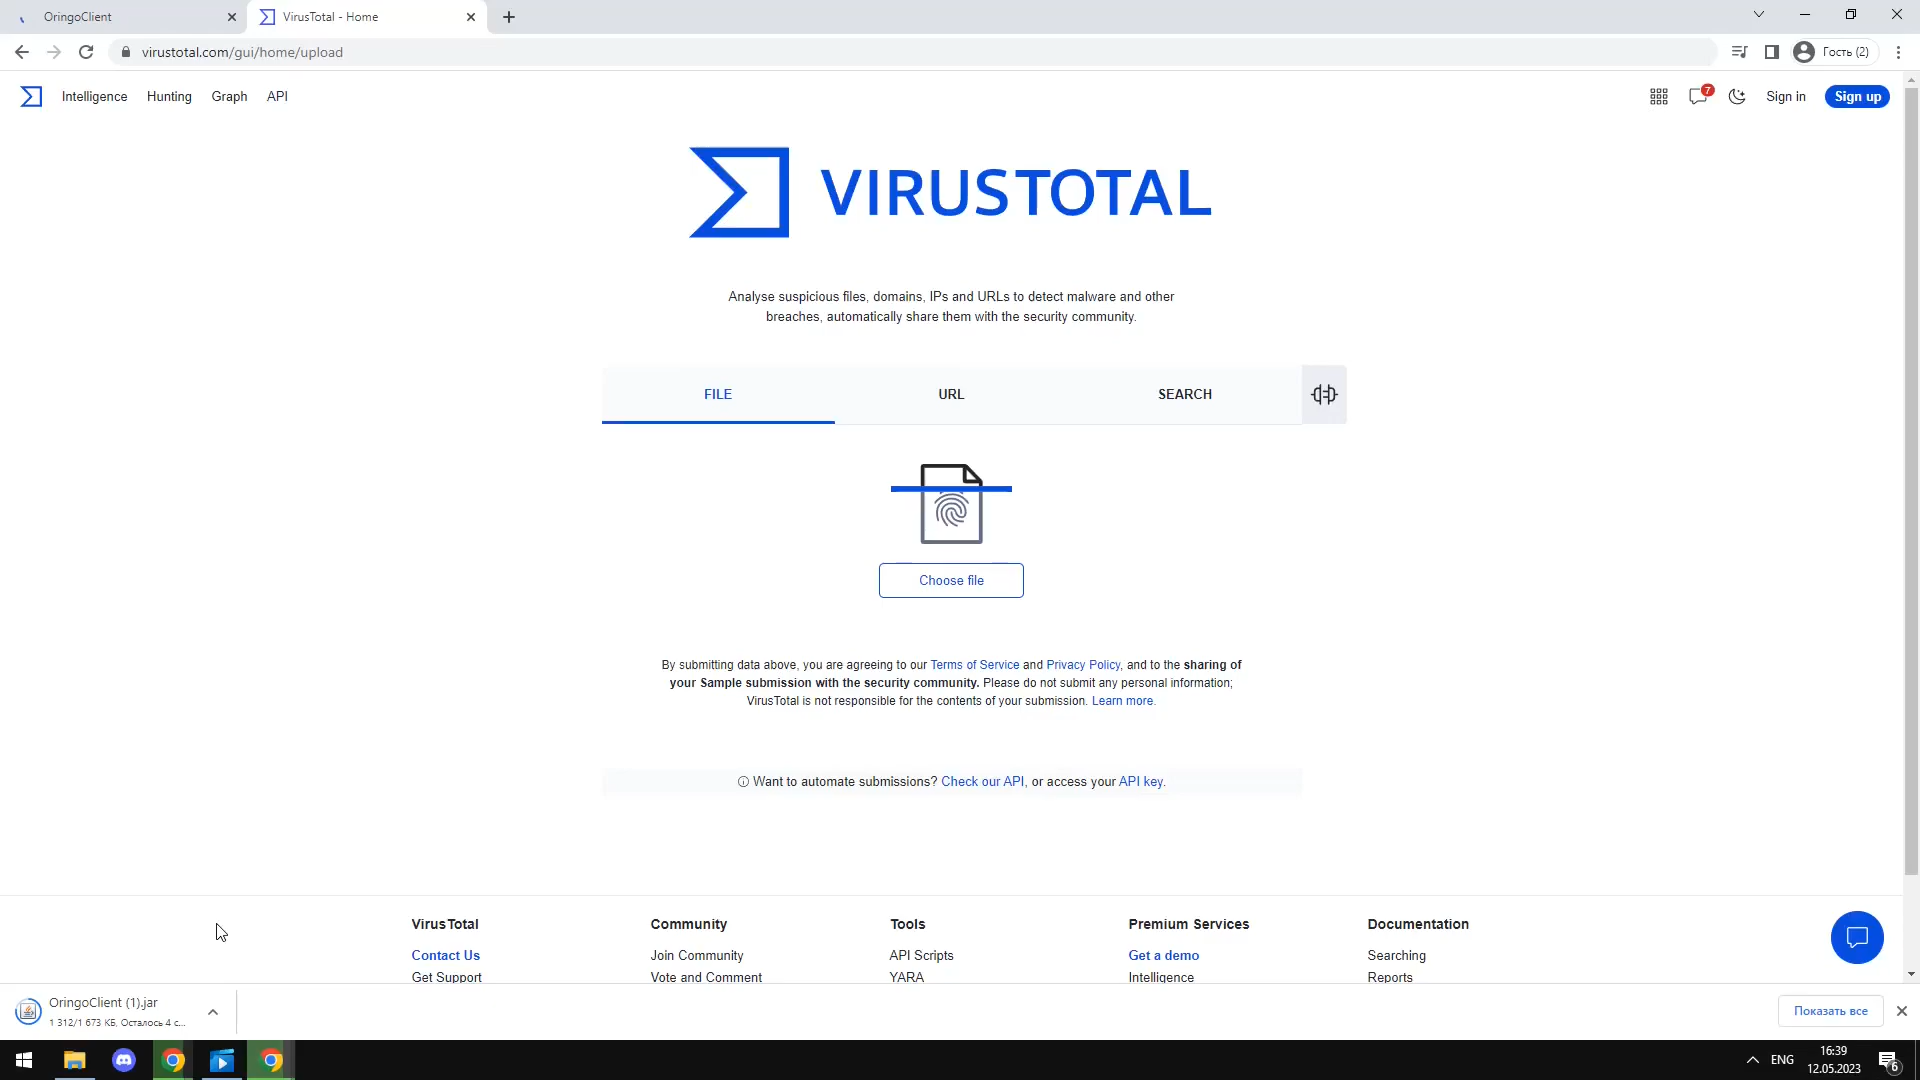 OringoClient
VirusTotal - Home
virustotal.com/gui/home/upload
Гость (2)
Intelligence
Hunting
Graph
API
7
Sign in
Sign up
VIRUSTOTAL
Analyse suspicious files, domains, IPs and URLs to detect malware and other
breaches, automatically share them with the security community.
FILE
URL
SEARCH
Choose file
By submitting data above, you are agreeing to our Terms of Service and Privacy Policy, and to the sharing of
your Sample submission with the security community. Please do not submit any personal information;
VirusTotal is not responsible for the contents of your submission. Learn more.
Want to automate submissions? Check our API, or access your API key.
VirusTotal
Community
Tools
Premium Services
Documentation
Contact Us
Join Community
API Scripts
Get a demo
Searching
Get Support
Vote and Comment
YARA
Intelligence
Reports
OringoClient (1).jar
1 312/1 673 КБ, Осталось 4 с...
Показать все
ENG
16:39
12.05.2023
6